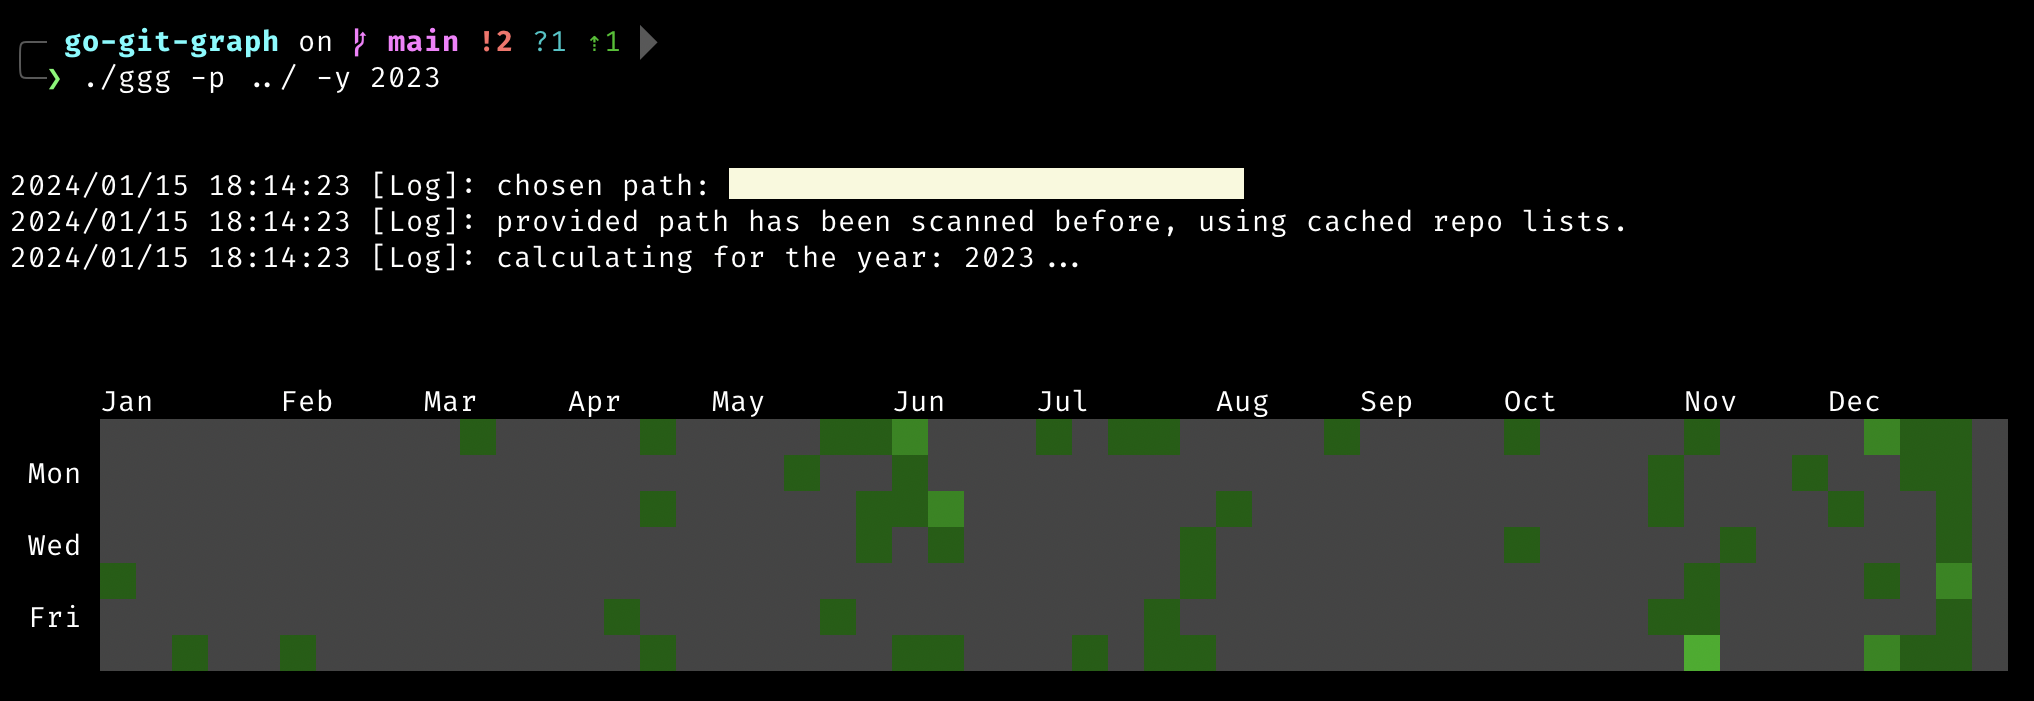 go-git-graph on main !2 ?1 ⇡1
❯ ./ggg -p ../ -y 2023
2024/01/15 18:14:23 [Log]: chosen path:
2024/01/15 18:14:23 [Log]: provided path has been scanned before, using cached repo lists.
2024/01/15 18:14:23 [Log]: calculating for the year: 2023...
Jan Feb Mar Apr May Jun Jul Aug Sep Oct Nov Dec
Mon
Wed
Fri